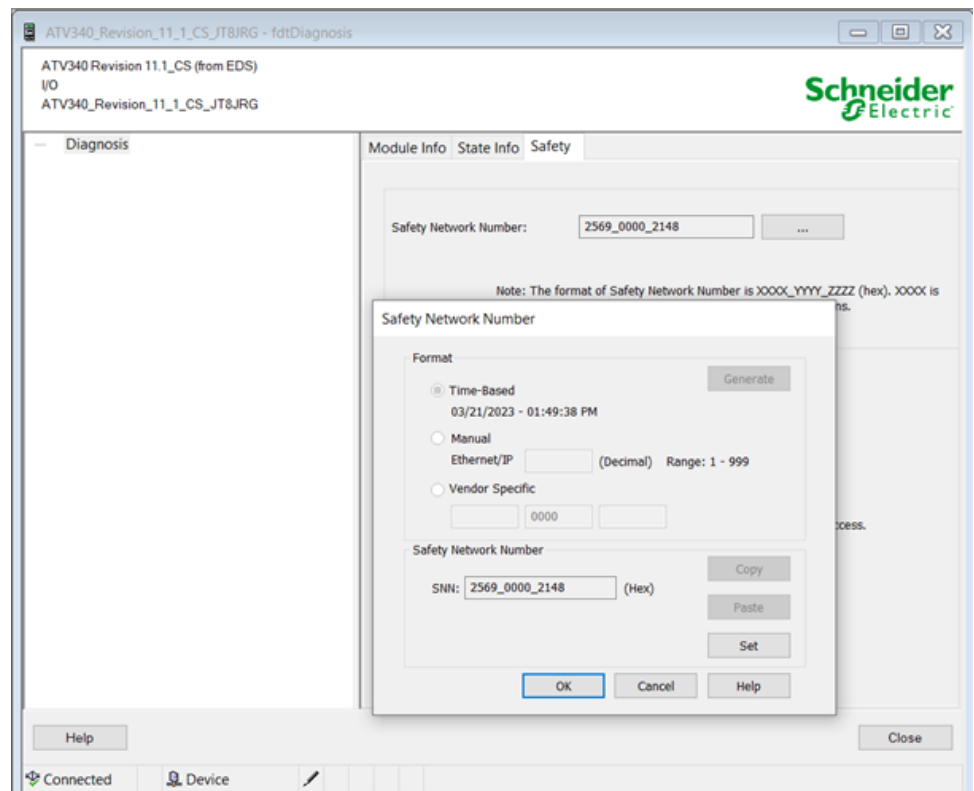 ATV340_Revision_11_1_CS_JT8JRG - fdtDiagnosis
ATV340 Revision 11.1_CS (from EDS)
I/O
ATV340_Revision_11_1_CS_JT8JRG
Schneider
Electric
Diagnosis
Module Info State Info Safety
Safety Network Number: 2569_0000_2148 ...
Note: The format of Safety Network Number is XXXX_YYYY_ZZZZ (hex). XXXX is
ns.
Safety Network Number
Format
Generate
Time-Based
03/21/2023 - 01:49:38 PM
Manual
Ethernet/IP (Decimal) Range: 1 - 999
Vendor Specific
0000
ccess.
Safety Network Number
Copy
SNN: 2569_0000_2148 (Hex)
Paste
Set
OK Cancel Help
Help Close
Connected Device